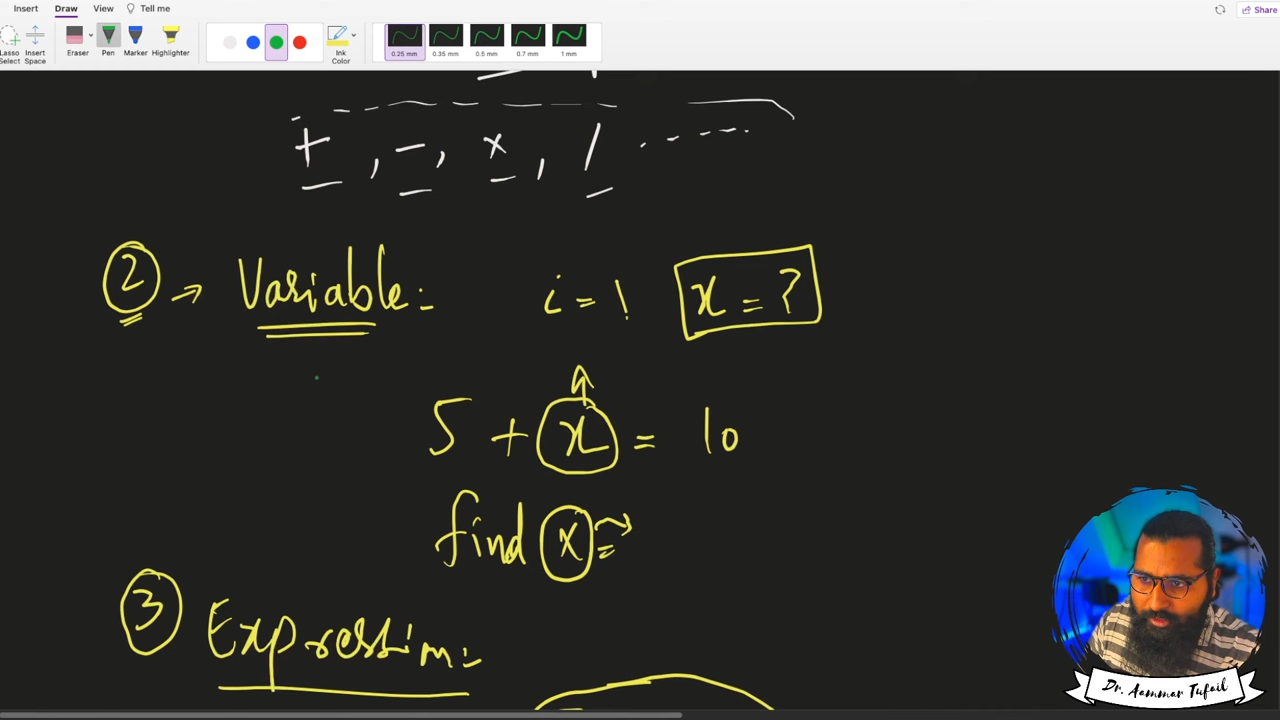 Insert Draw View Tell me Share
Lasso Select Insert Space Eraser Pen Marker Highlighter Ink Color 0.25 mm 0.35 mm 0.5 mm 0.7 mm 1 mm
+ , - , x , / ......
② → Variable:- i = 1 x = ?
5 + x = 10
find x =
③ Expression:-
Dr. Aammar Tufail